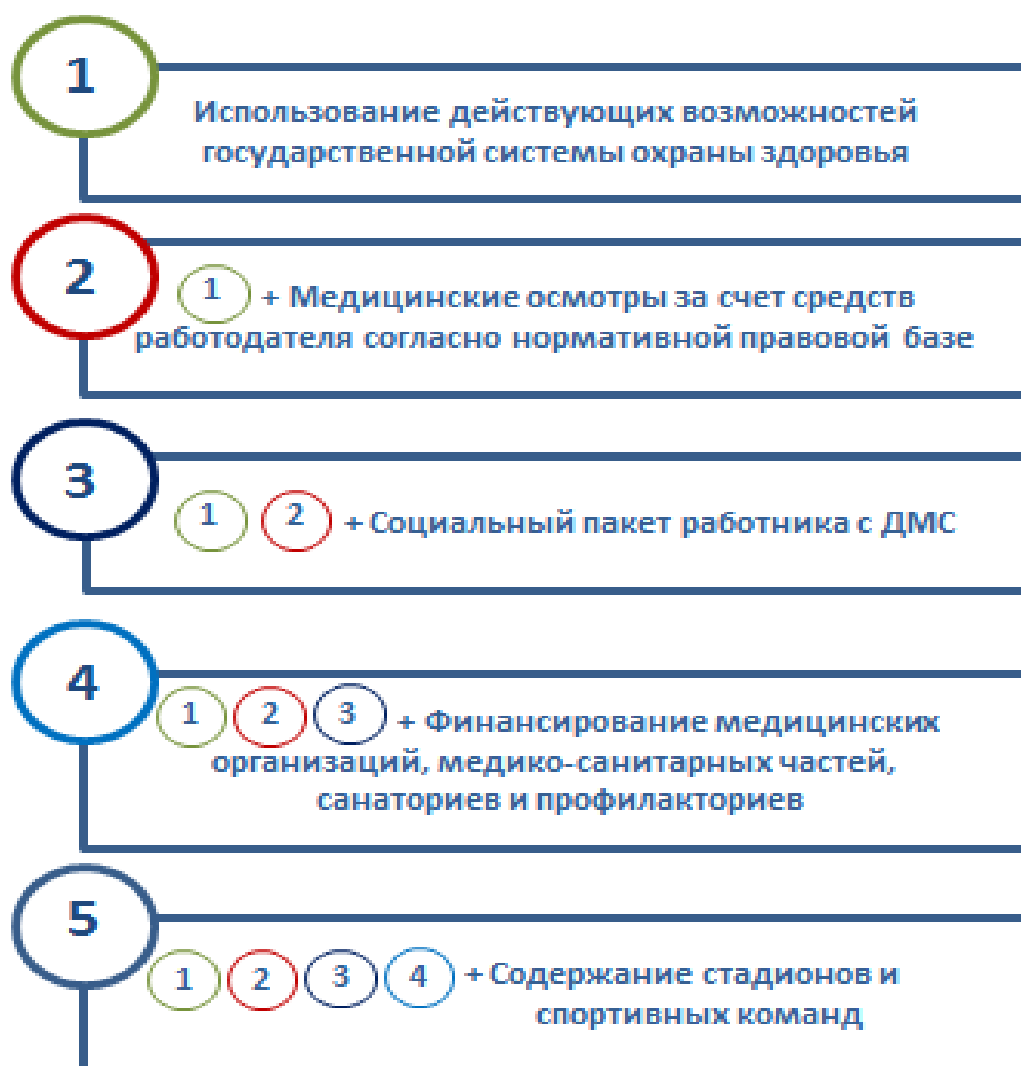 1
Использование действующих возможностей
государственной системы охраны здоровья
2
1 + Медицинские осмотры за счет средств
работодателя согласно нормативной правовой базе
3
1 2 + Социальный пакет работника с ДМС
4
1 2 3 + Финансирование медицинских
организаций, медико-санитарных частей,
санаториев и профилакториев
5
1 2 3 4 + Содержание стадионов и
спортивных команд